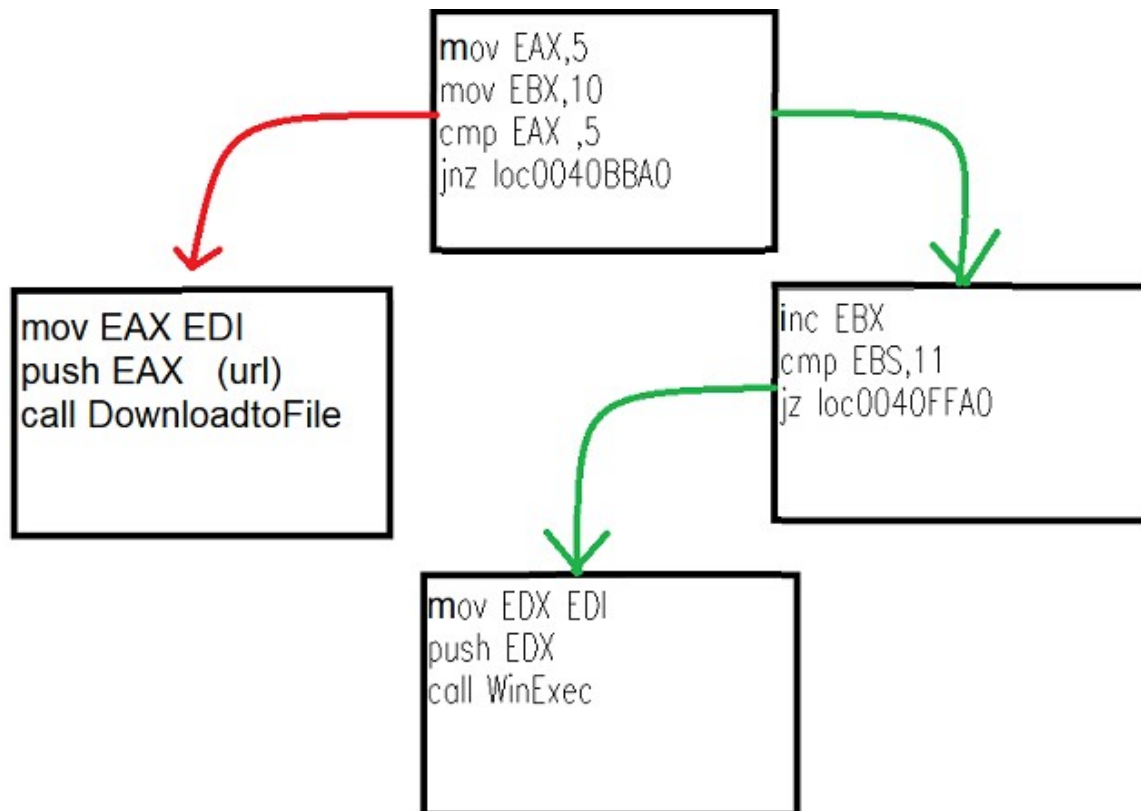 mov EAX,5
mov EBX,10
cmp EAX ,5
jnz loc0040BBA0
mov EAX EDI
push EAX (url)
call DownloadtoFile
inc EBX
cmp EBS,11
jz loc0040FFA0
mov EDX EDI
push EDX
call WinExec